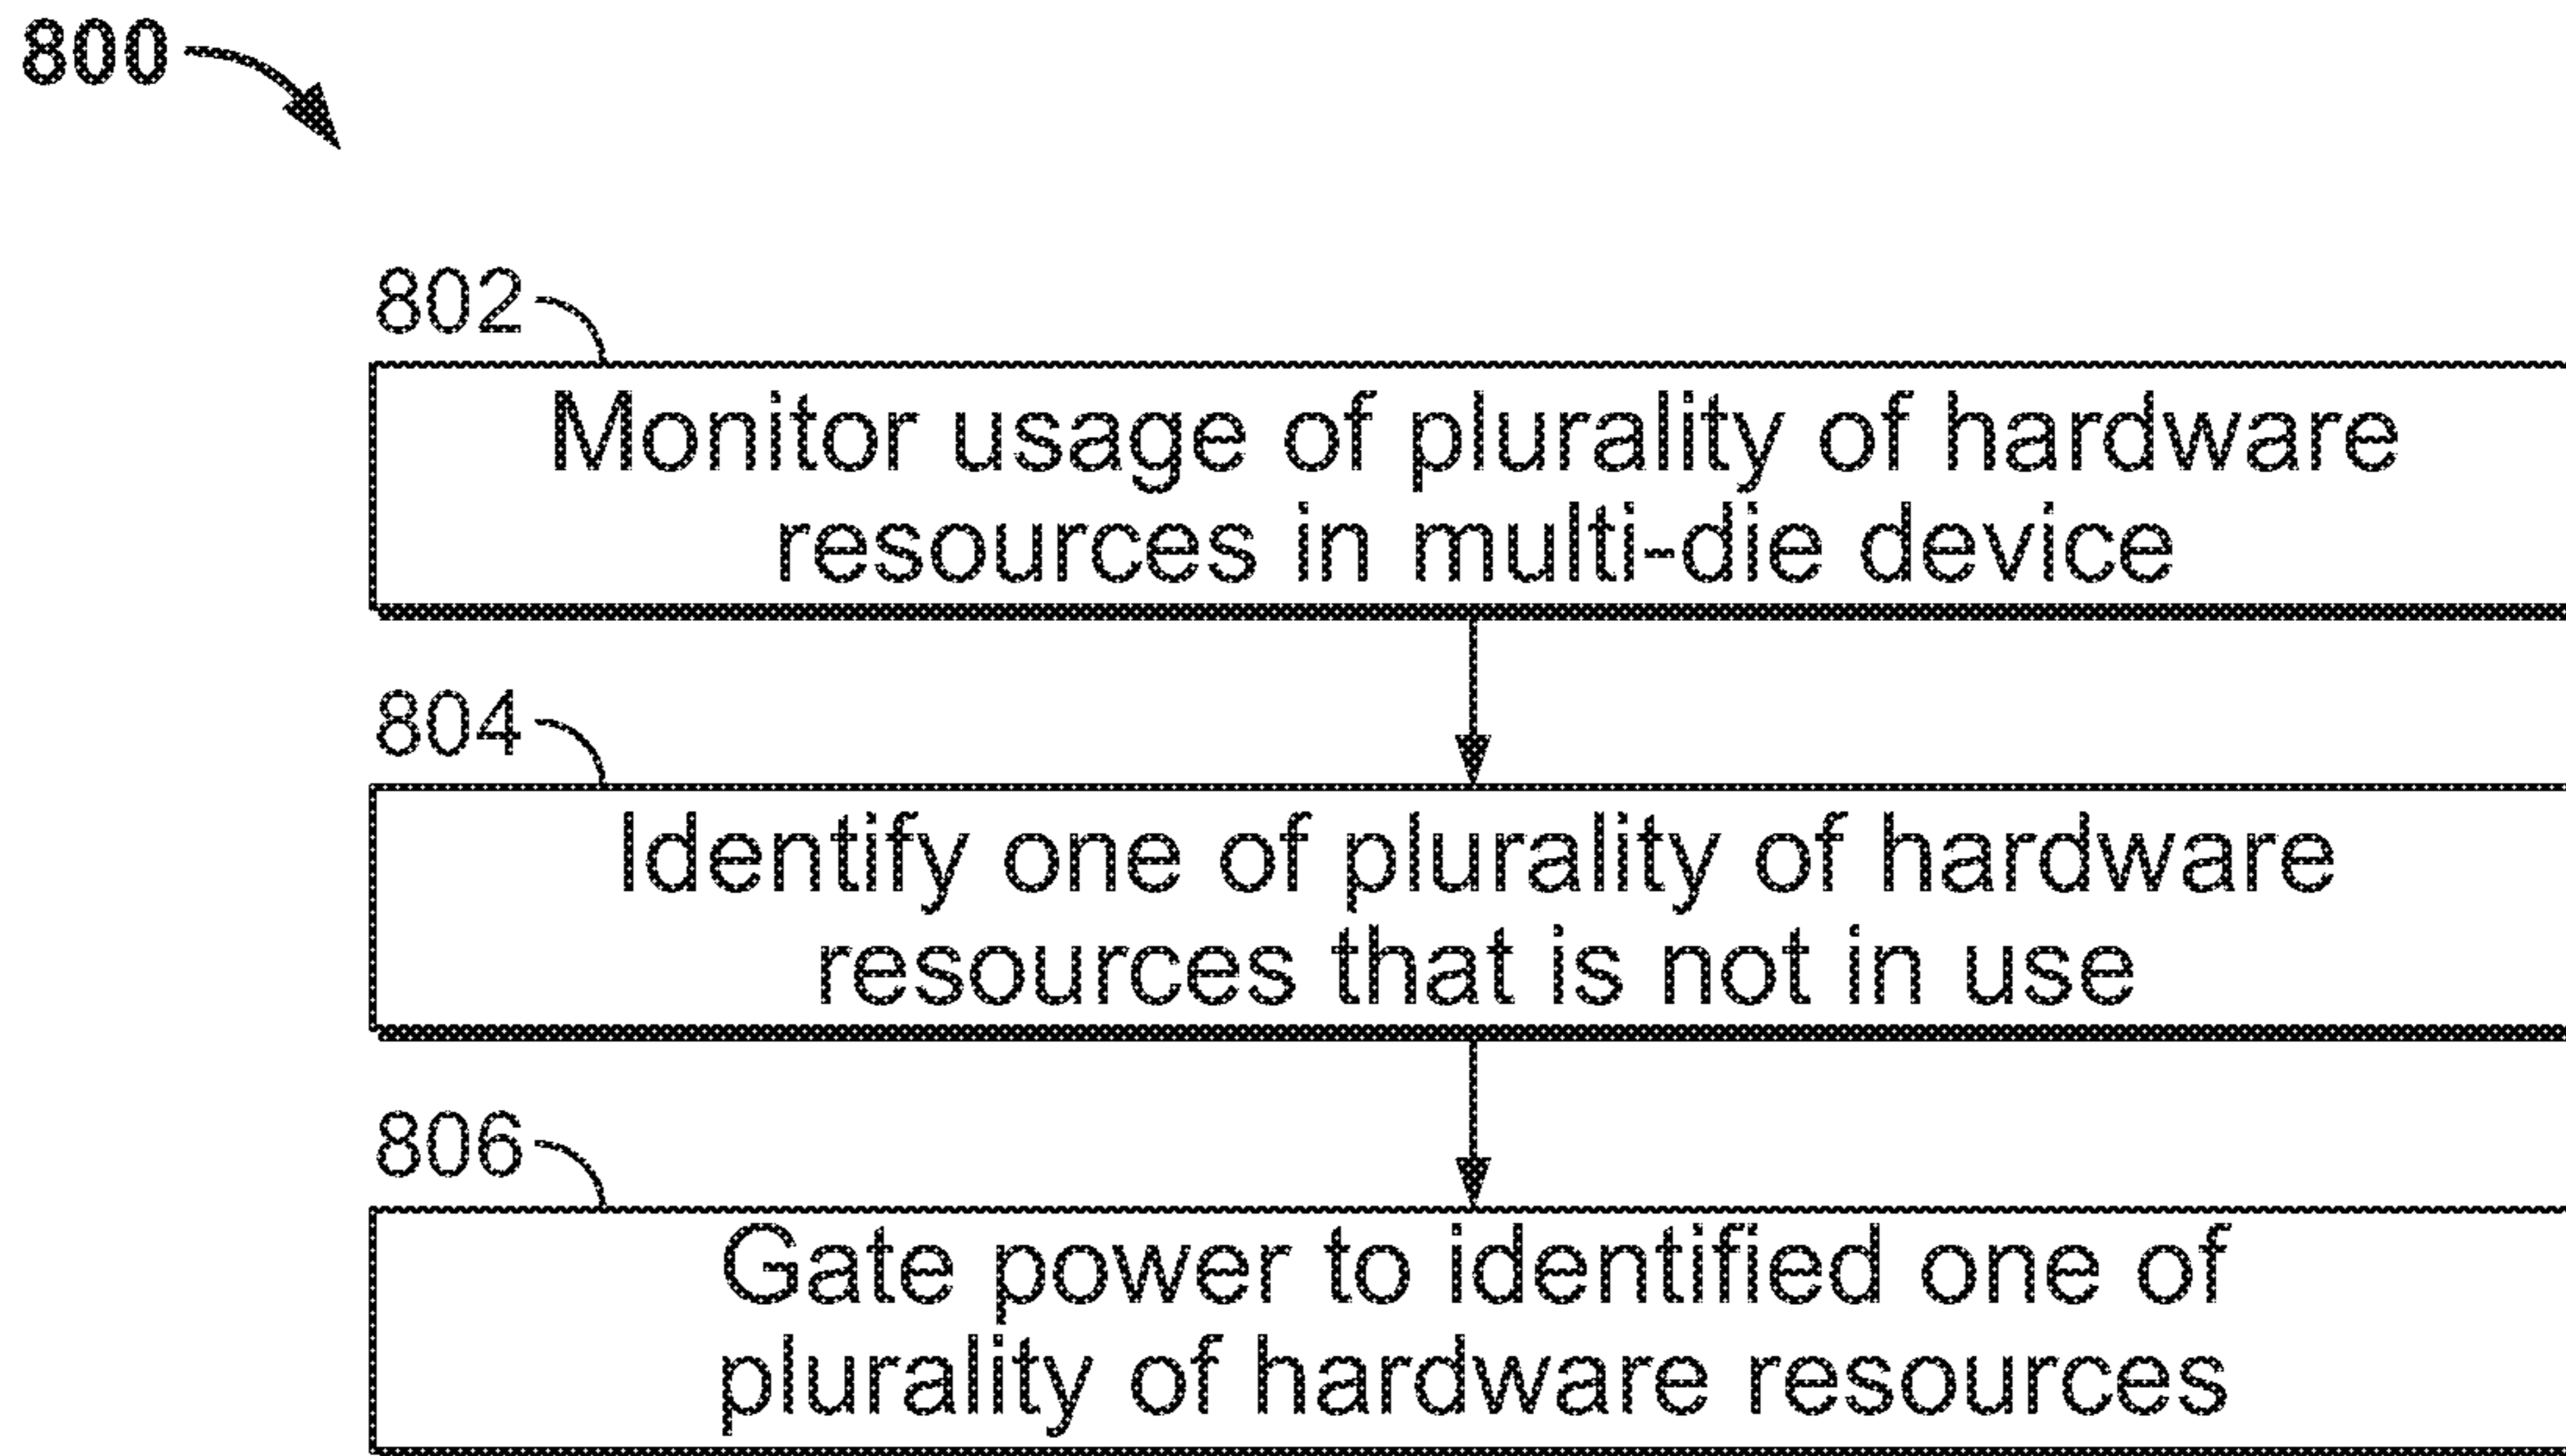 800
802
Monitor usage of plurality of hardware
resources in multi-die device
804
Identify one of plurality of hardware
resources that is not in use
806
Gate power to identified one of
plurality of hardware resources